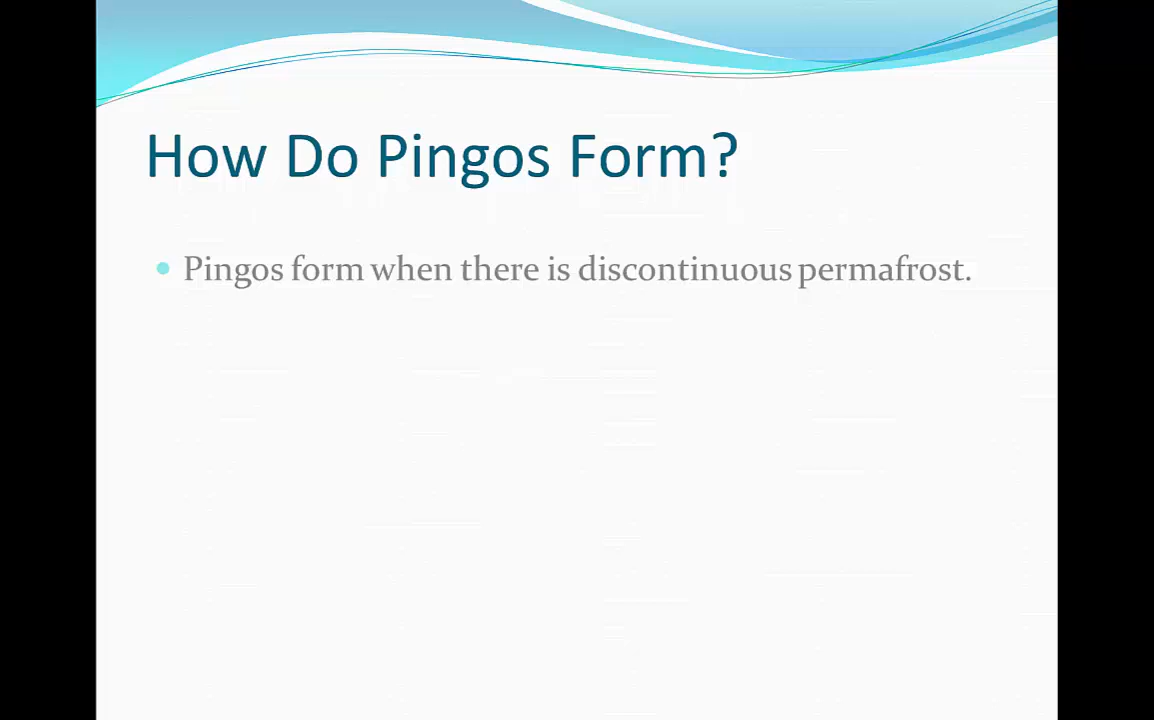 How Do Pingos Form?
• Pingos form when there is discontinuous permafrost.